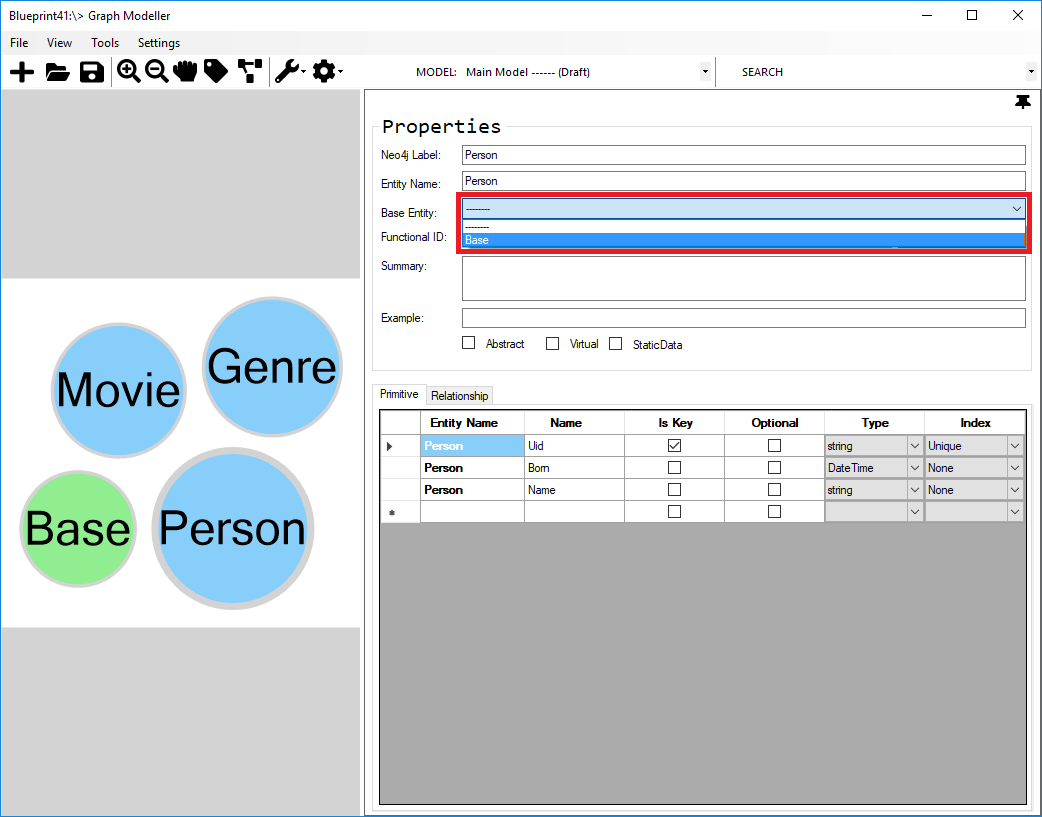 Blueprint41:\> Graph Modeller
File View Tools Settings
MODEL: Main Model ------ (Draft) SEARCH
Movie
Genre
Base
Person
Properties
Neo4j Label: Person
Entity Name: Person
Base Entity: --------
--------
Base
Functional ID:
Summary:
Example:
Abstract Virtual StaticData
Primitive Relationship
Entity Name Name Is Key Optional Type Index
Person Uid string Unique
Person Born DateTime None
Person Name string None
*